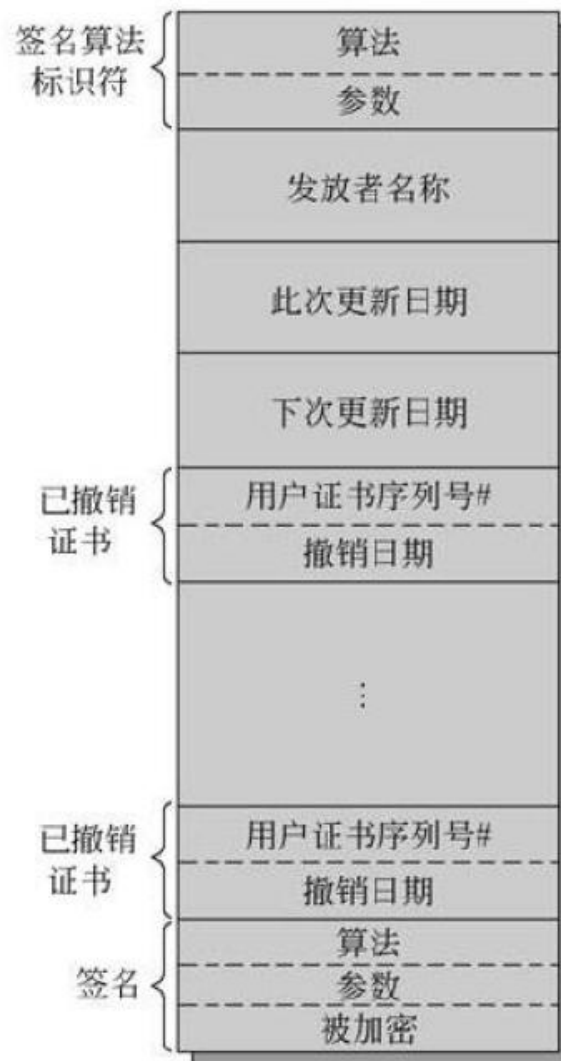 签名算法
标识符
算法
参数
发放者名称
此次更新日期
下次更新日期
已撤销
证书
用户证书序列号#
撤销日期
⋮
已撤销
证书
用户证书序列号#
撤销日期
签名
算法
参数
被加密